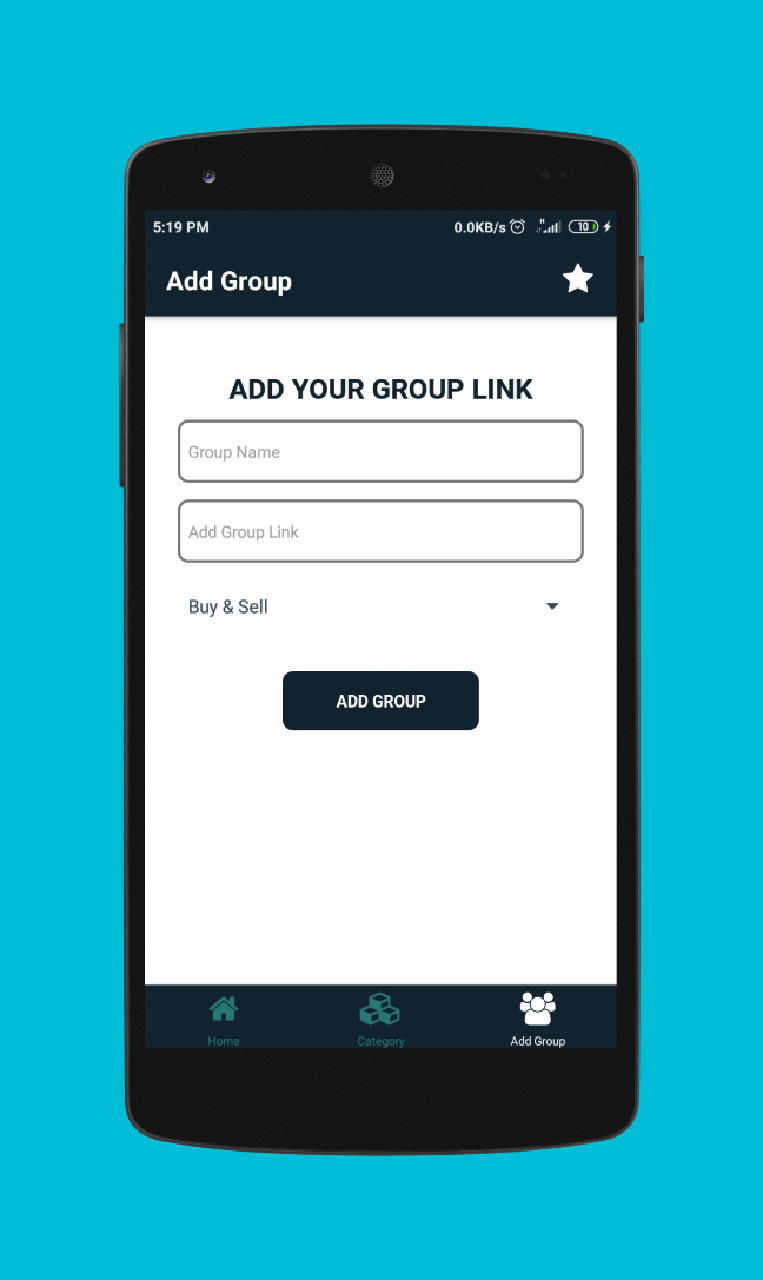 5:19 PM
0.0KB/s H 10
Add Group
ADD YOUR GROUP LINK
Group Name
Add Group Link
Buy & Sell
ADD GROUP
Home Category Add Group